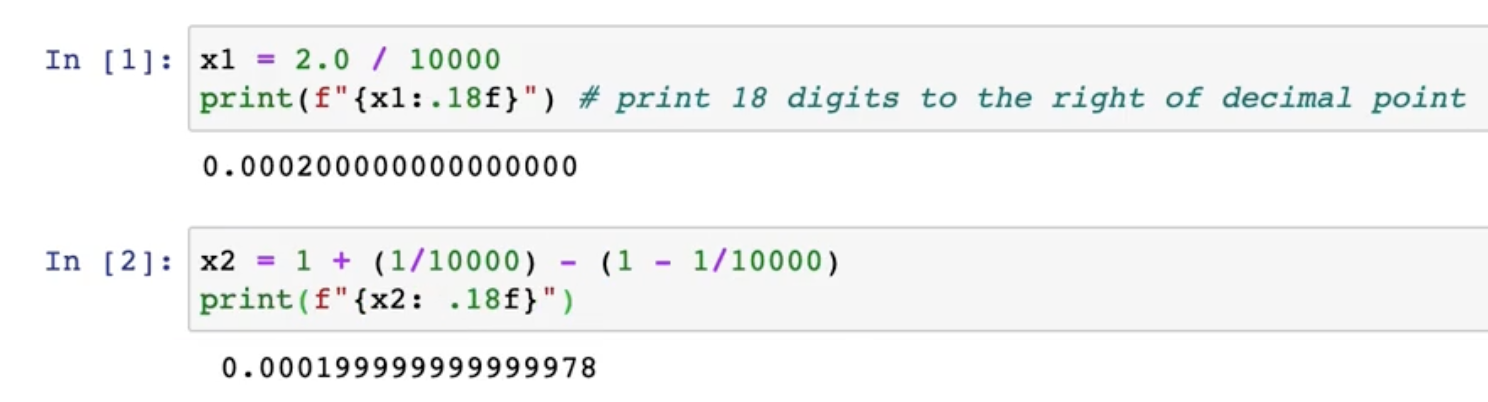 In [1]: x1 = 2.0 / 10000
print(f"{x1:.18f}") # print 18 digits to the right of decimal point
0.000200000000000000
In [2]: x2 = 1 + (1/10000) - (1 - 1/10000)
print(f"{x2: .18f}")
0.000199999999999978